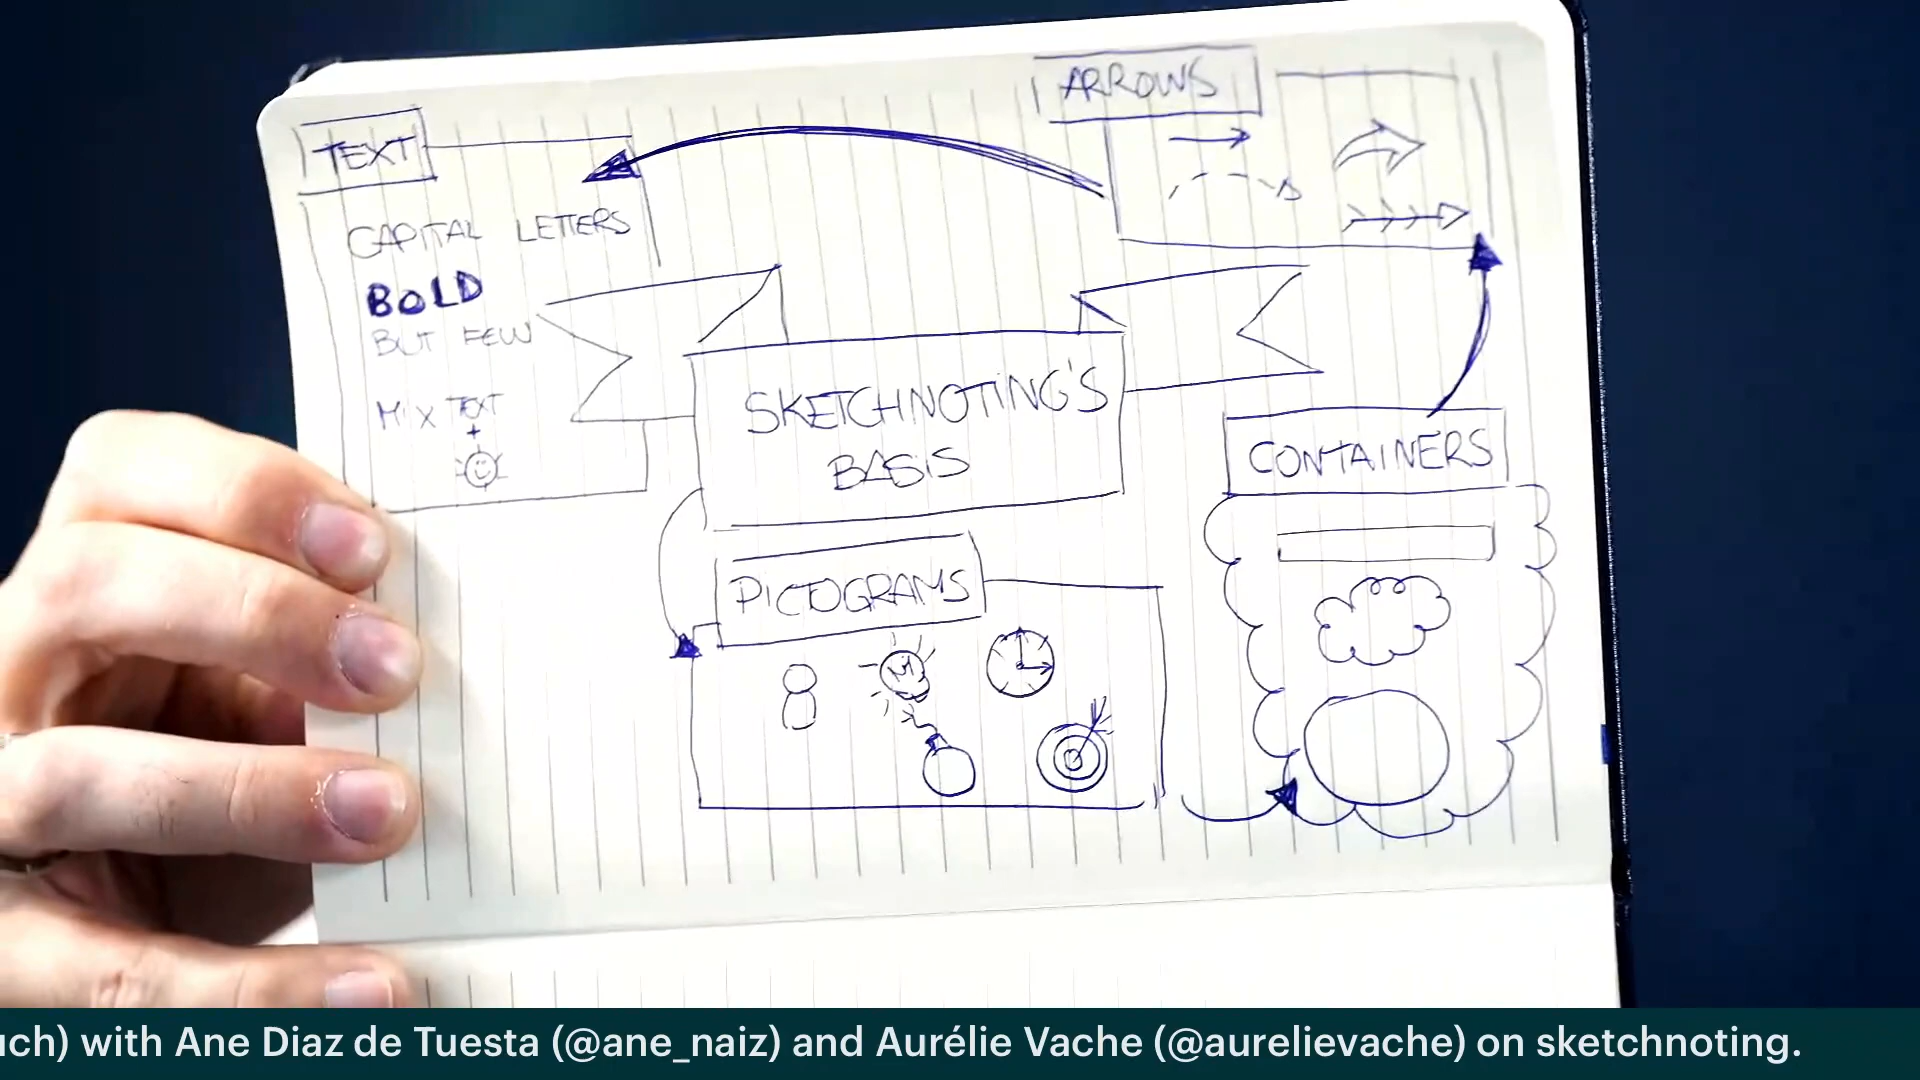 ARROWS
TEXT
CAPITAL LETTERS
BOLD
BUT FEW
MIX TEXT
+
SKETCHNOTING'S
BASIS
CONTAINERS
PICTOGRAMS
with Ane Diaz de Tuesta (@ane_naiz) and Aurélie Vache (@aurelievache) on sketchnoting.